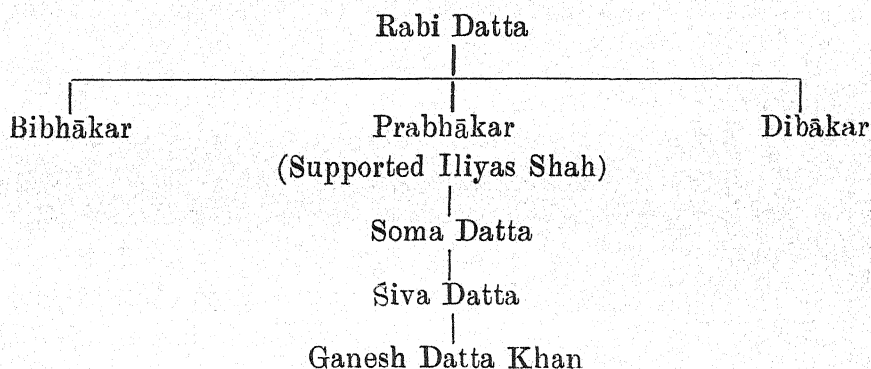 Rabi Datta
Bibhākar Prabhākar Dibākar
(Supported Iliyas Shah)
Soma Datta
Śiva Datta
Ganesh Datta Khan